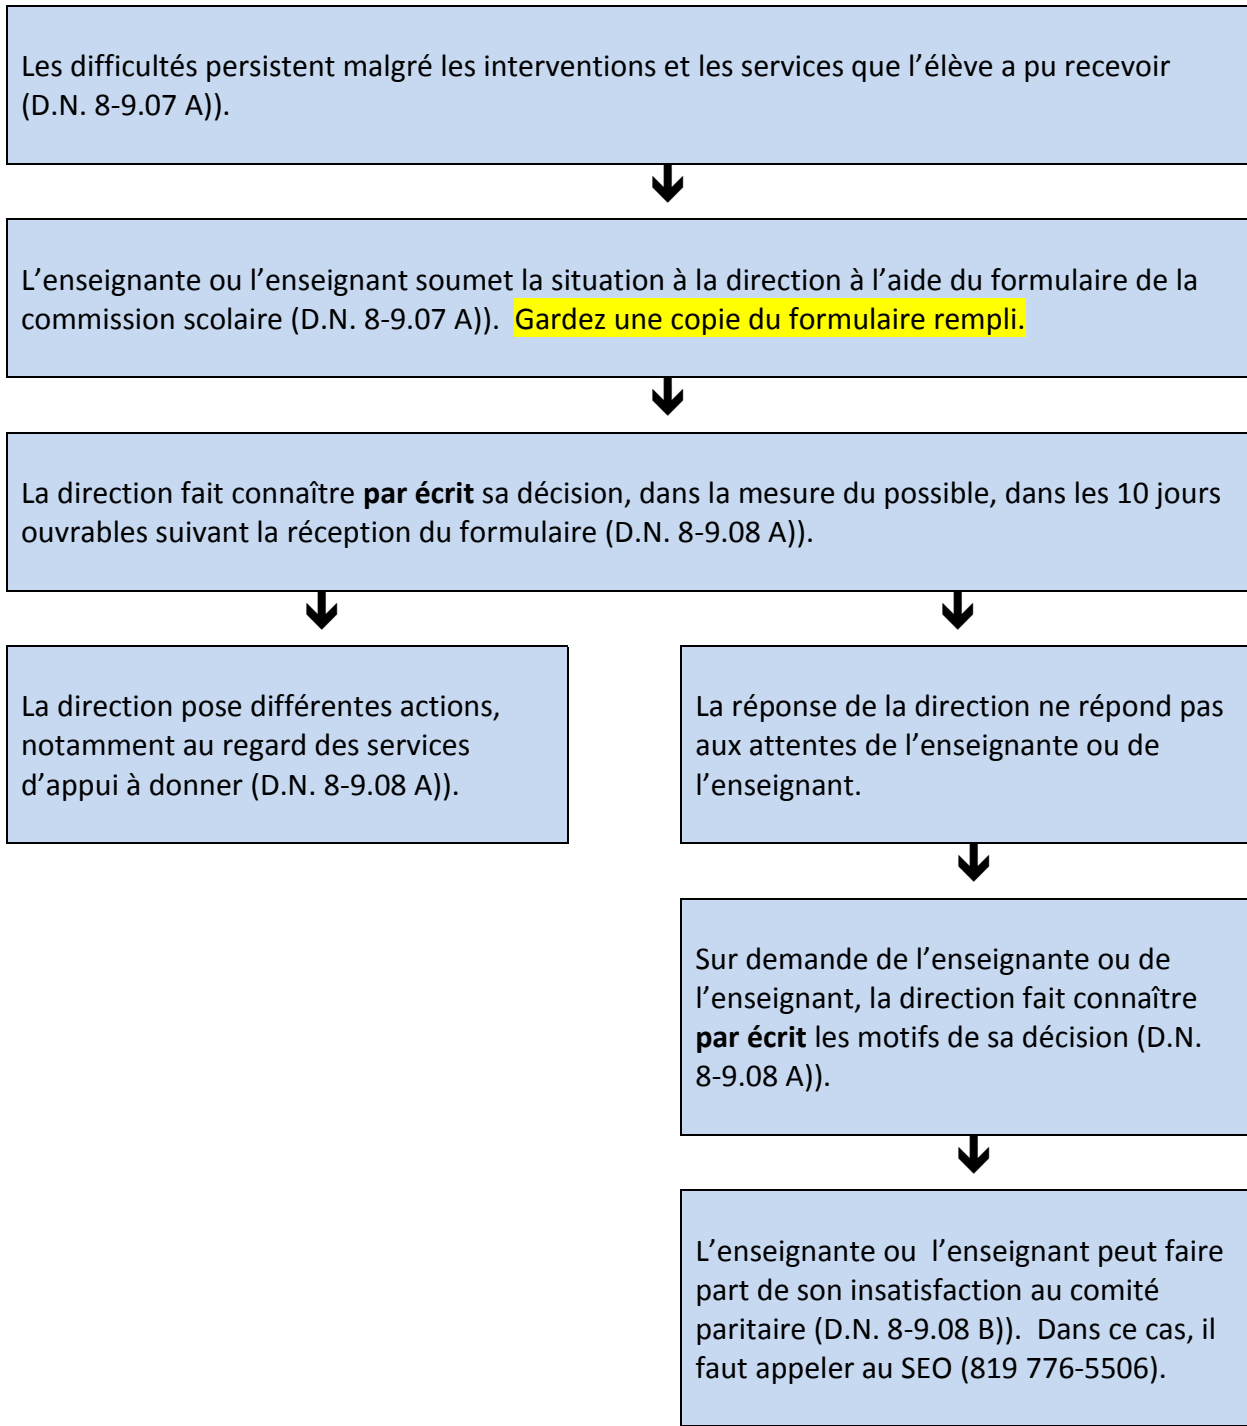 Les difficultés persistent malgré les interventions et les services que l’élève a pu recevoir
(D.N. 8-9.07 A)).
L’enseignante ou l’enseignant soumet la situation à la direction à l’aide du formulaire de la
commission scolaire (D.N. 8-9.07 A)).  Gardez une copie du formulaire rempli.
La direction fait connaître par écrit sa décision, dans la mesure du possible, dans les 10 jours
ouvrables suivant la réception du formulaire (D.N. 8-9.08 A)).
La direction pose différentes actions,
notamment au regard des services
d’appui à donner (D.N. 8-9.08 A)).
La réponse de la direction ne répond pas
aux attentes de l’enseignante ou de
l’enseignant.
Sur demande de l’enseignante ou de
l’enseignant, la direction fait connaître
par écrit les motifs de sa décision (D.N.
8-9.08 A)).
L’enseignante ou  l’enseignant peut faire
part de son insatisfaction au comité
paritaire (D.N. 8-9.08 B)).  Dans ce cas, il
faut appeler au SEO (819 776-5506).